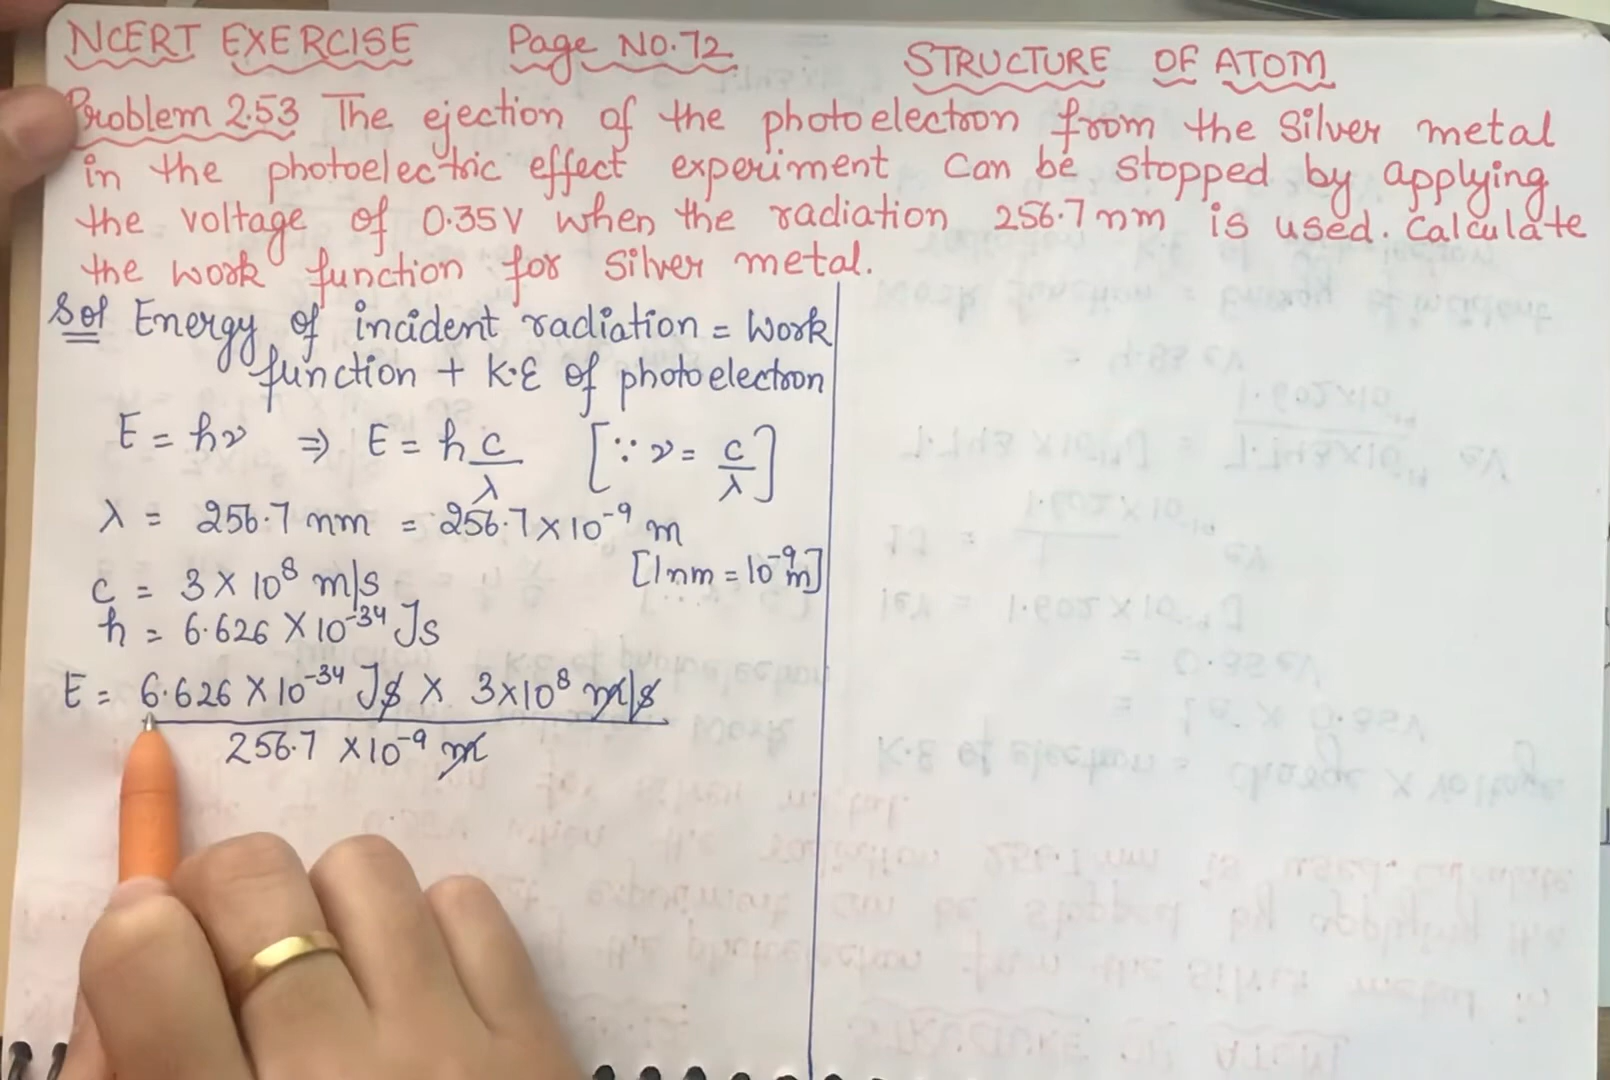 NCERT EXERCISE Page No.72 STRUCTURE OF ATOM
Problem 2.53 The ejection of the photoelectron from the silver metal
in the photoelectric effect experiment can be stopped by applying
the voltage of 0.35V when the radiation 256.7 nm is used. Calculate
the work function for silver metal.
Sol Energy of incident radiation = Work
function + K.E of photoelectron
E = hν ⇒ E = h c/λ [∵ ν = c/λ]
λ = 256.7 nm = 256.7 × 10⁻⁹ m
[1nm = 10⁻⁹ m]
c = 3 × 10⁸ m/s
h = 6.626 × 10⁻³⁴ Js
E = 6.626 × 10⁻³⁴ Js × 3×10⁸ m/s
256.7 × 10⁻⁹ m